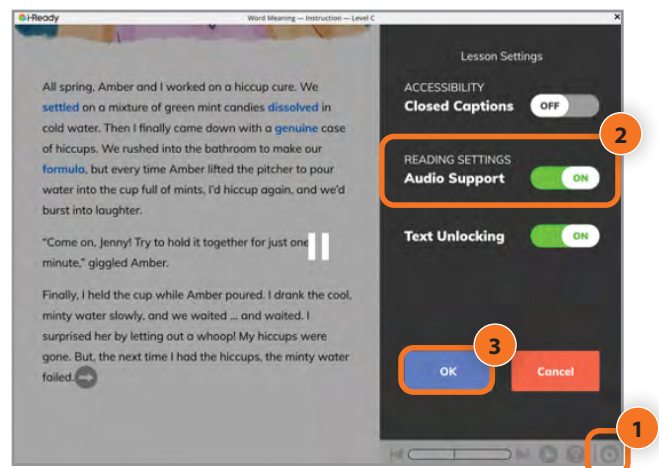 i-Ready
Word Meaning — Instruction — Level C
x
All spring, Amber and I worked on a hiccup cure. We
settled on a mixture of green mint candies dissolved in
cold water. Then I finally came down with a genuine case
of hiccups. We rushed into the bathroom to make our
formula, but every time Amber lifted the pitcher to pour
water into the cup full of mints, I'd hiccup again, and we'd
burst into laughter.
“Come on, Jenny! Try to hold it together for just one
minute,” giggled Amber.
Finally, I held the cup while Amber poured. I drank the cool,
minty water slowly, and we waited ... and waited. I
surprised her by letting out a whoop! My hiccups were
gone. But, the next time I had the hiccups, the minty water
failed.
Lesson Settings
ACCESSIBILITY
Closed Captions OFF
2
READING SETTINGS
Audio Support ON
Text Unlocking ON
3
OK Cancel
1